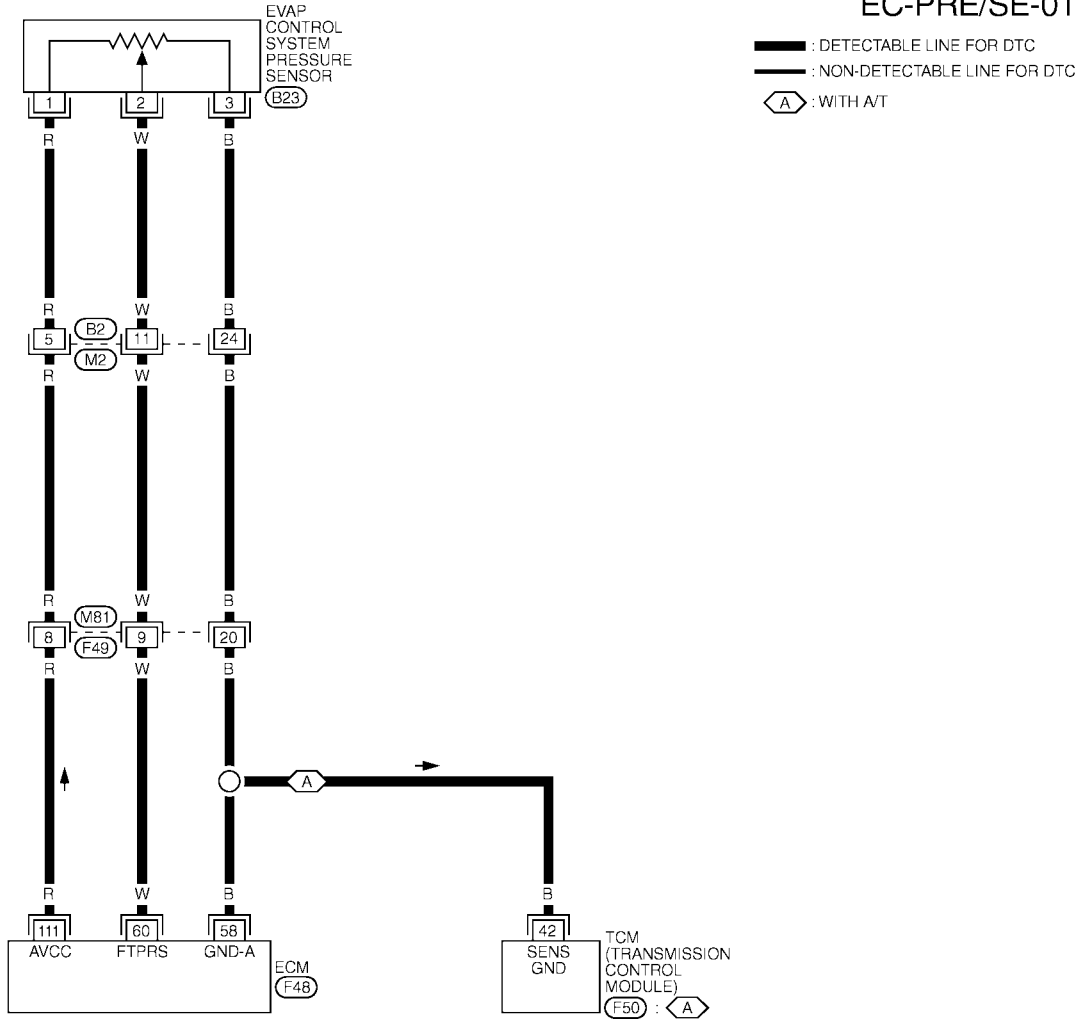 EC-PRE/SE-01
: DETECTABLE LINE FOR DTC
: NON-DETECTABLE LINE FOR DTC
A : WITH A/T
EVAP
CONTROL
SYSTEM
PRESSURE
SENSOR
B23
1 2 3
R W B
R W B
5 B2 11 24
M2
R W B
R W B
8 M81 9 20
F49
R W B
A
R W B B
111 60 58 42
AVCC FTPRS GND-A
ECM
F48
SENS
GND
TCM
(TRANSMISSION
CONTROL
MODULE)
F50 : A